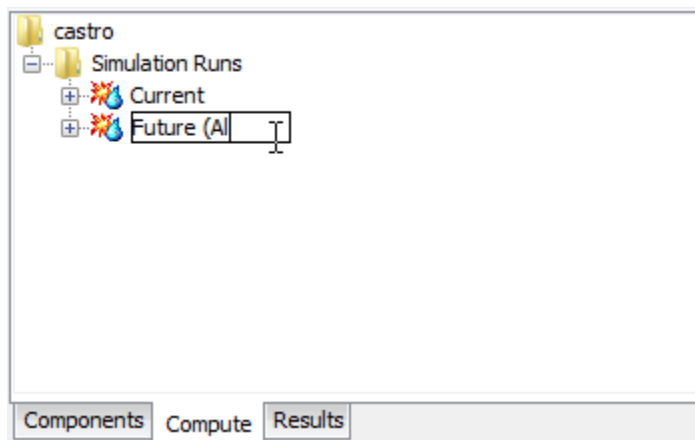 castro
Simulation Runs
Current
Future (Al
Components Compute Results